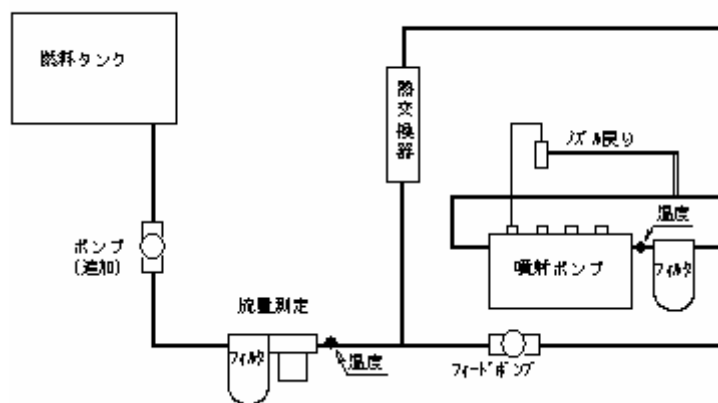 燃料タンク
熱交換器
ノズル戻り
温度
ポンプ
(追加)
噴射ポンプ
フィルタ
流量測定
フィルタ
温度
フィードポンプ